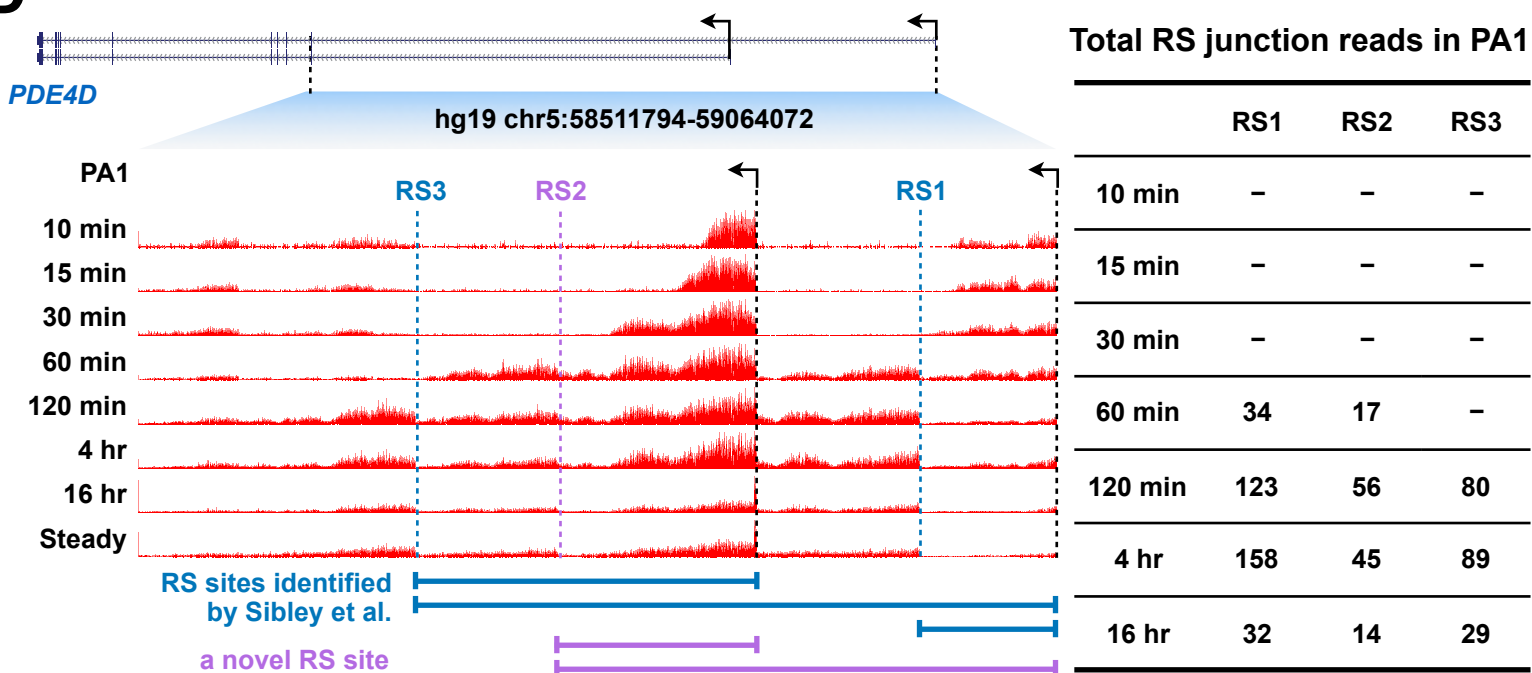 PDE4D
hg19 chr5:58511794-59064072
PA1
RS3 RS2 RS1
10 min
15 min
30 min
60 min
120 min
4 hr
16 hr
Steady
RS sites identified
by Sibley et al.
a novel RS site
Total RS junction reads in PA1
RS1 RS2 RS3
10 min – – –
15 min – – –
30 min – – –
60 min 34 17 –
120 min 123 56 80
4 hr 158 45 89
16 hr 32 14 29